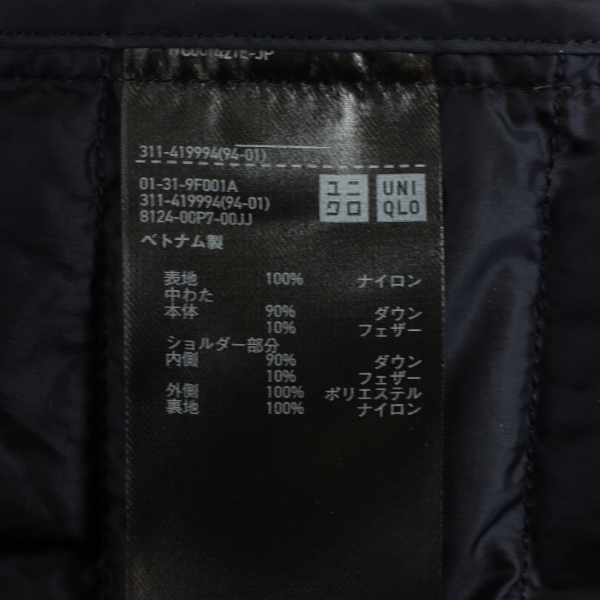 311-419994(94-01)
01-31-9F001A
311-419994(94-01)
8124-00P7-00JJ
ユニクロ
UNIQLO
ベトナム製
表地 100% ナイロン
中わた
本体 90% ダウン
10% フェザー
ショルダー部分
内側 90% ダウン
10% フェザー
外側 100% ポリエステル
裏地 100% ナイロン